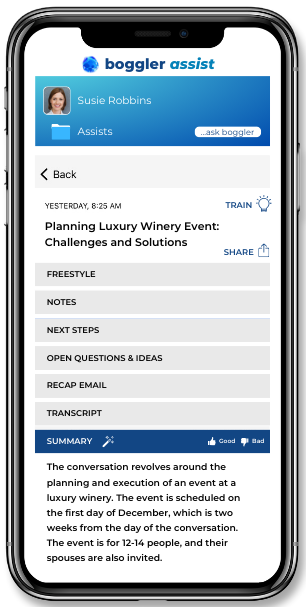 boggler assist
Susie Robbins
Assists
...ask boggler
Back
YESTERDAY, 8:25 AM
TRAIN
Planning Luxury Winery Event:
Challenges and Solutions
SHARE
FREESTYLE
NOTES
NEXT STEPS
OPEN QUESTIONS & IDEAS
RECAP EMAIL
TRANSCRIPT
SUMMARY Good Bad
The conversation revolves around the
planning and execution of an event at a
luxury winery. The event is scheduled on
the first day of December, which is two
weeks from the day of the conversation.
The event is for 12-14 people, and their
spouses are also invited.